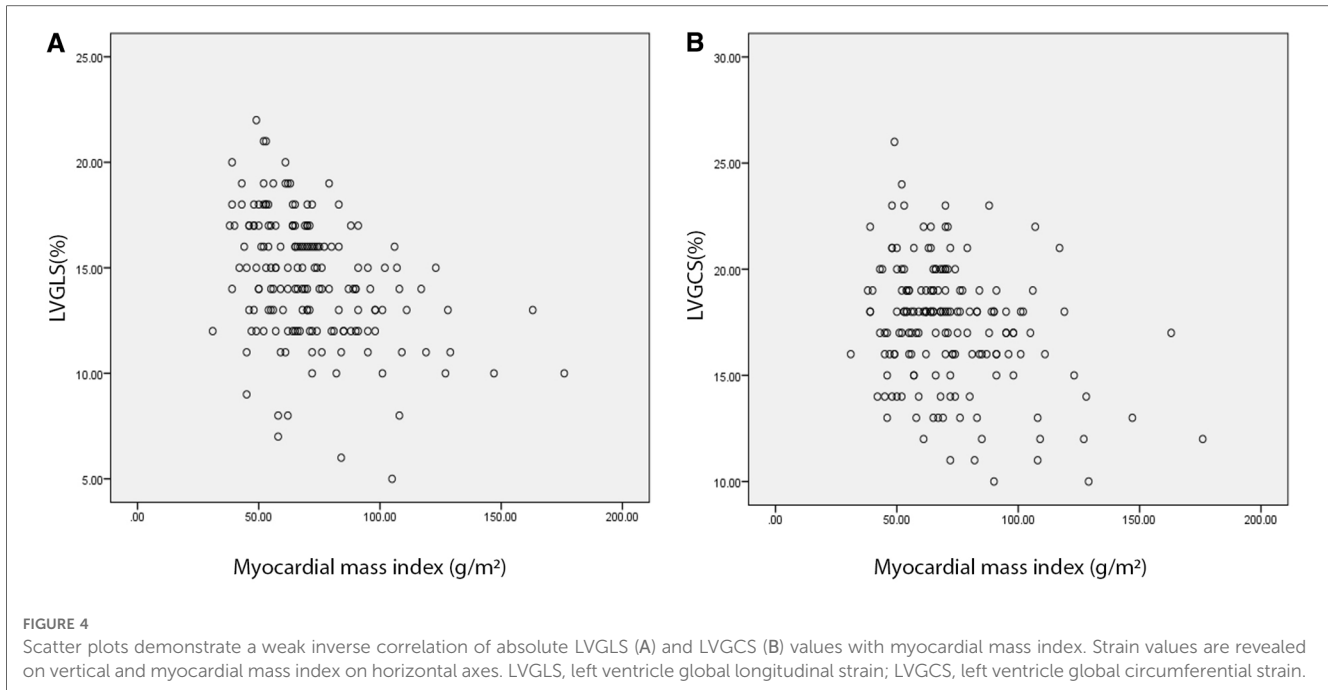 A
B
25.00
20.00
15.00
10.00
5.00
LVGLS(%)
.00
50.00
100.00
150.00
200.00
Myocardial mass index (g/m²)
30.00
25.00
20.00
15.00
10.00
LVGCS(%)
.00
50.00
100.00
150.00
200.00
Myocardial mass index (g/m²)
FIGURE 4
Scatter plots demonstrate a weak inverse correlation of absolute LVGLS (A) and LVGCS (B) values with myocardial mass index. Strain values are revealed
on vertical and myocardial mass index on horizontal axes. LVGLS, left ventricle global longitudinal strain; LVGCS, left ventricle global circumferential strain.